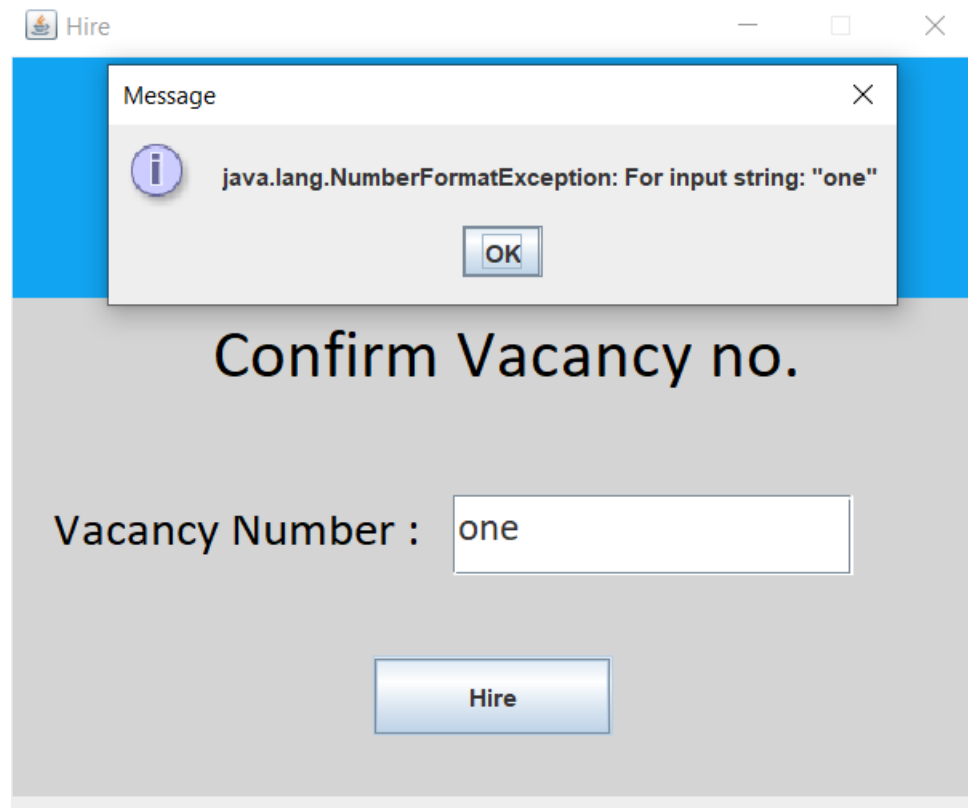 Hire
Message
java.lang.NumberFormatException: For input string: "one"
OK
Confirm Vacancy no.
Vacancy Number : one
Hire